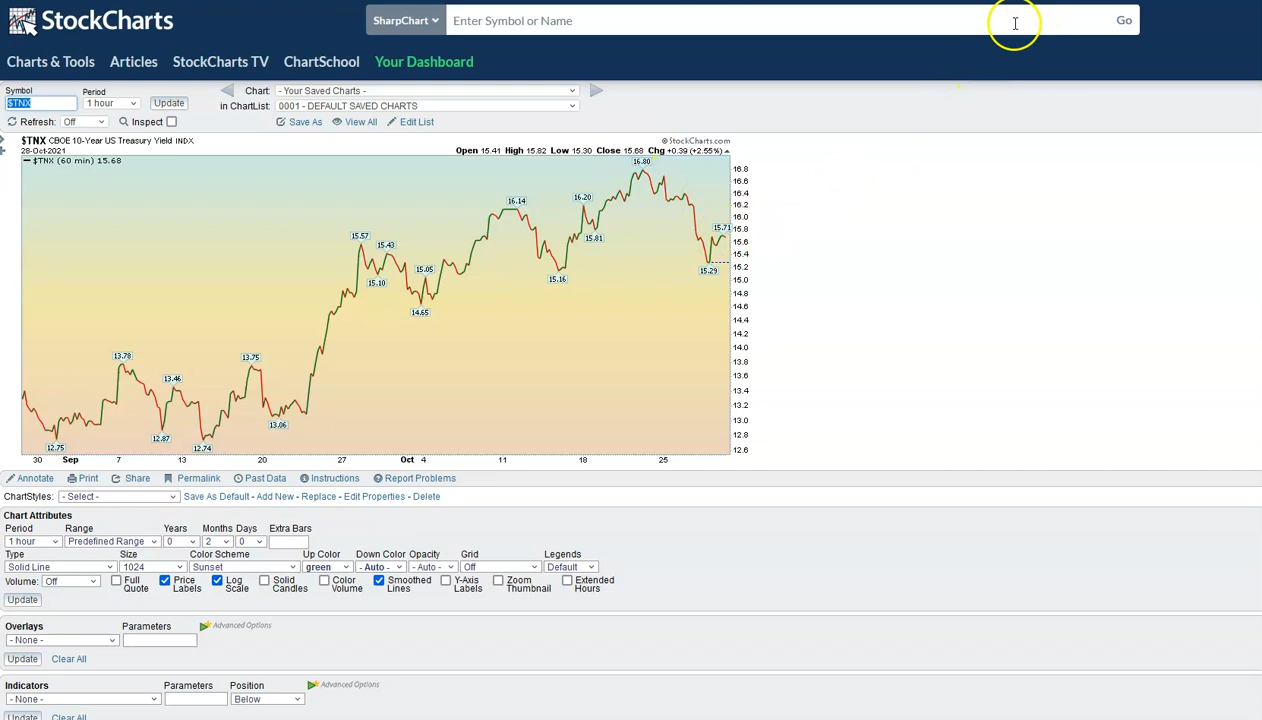 StockCharts
SharpChart Enter Symbol or Name Go
Charts & Tools Articles StockCharts TV ChartSchool Your Dashboard
Symbol Period Chart: - Your Saved Charts -
$TNX 1 hour Update in ChartList: 0001 - DEFAULT SAVED CHARTS
Refresh: Off Inspect Save As View All Edit List
$TNX CBOE 10-Year US Treasury Yield INDX © StockCharts.com
28-Oct-2021 Open 15.41 High 15.82 Low 15.30 Close 15.68 Chg +0.39 (+2.55%)
$TNX (60 min) 15.68
16.80
16.8
16.6
16.4
16.20
16.2
16.14
16.0
15.71
15.8
15.57
15.81
15.6
15.43
15.4
15.05
15.29
15.2
15.10
15.16
15.0
14.8
14.65
14.6
14.4
14.2
14.0
13.78
13.75
13.8
13.6
13.46
13.4
13.2
13.06
13.0
12.87
12.8
12.75
12.74
12.6
30 Sep 7 13 20 27 Oct 4 11 18 25
Annotate Print Share Permalink Past Data Instructions Report Problems
ChartStyles: - Select - Save As Default - Add New - Replace - Edit Properties - Delete
Chart Attributes
Period Range Years Months Days Extra Bars
1 hour Predefined Range 0 2 0
Type Size Color Scheme Up Color Down Color Opacity Grid Legends
Solid Line 1024 Sunset green - Auto - - Auto - Off Default
Volume: Off Full Quote Price Labels Log Scale Solid Candles Color Volume Smoothed Lines Y-Axis Labels Zoom Thumbnail Extended Hours
Update
Overlays Parameters Advanced Options
- None -
Update Clear All
Indicators Parameters Position Advanced Options
- None - Below
Update Clear All